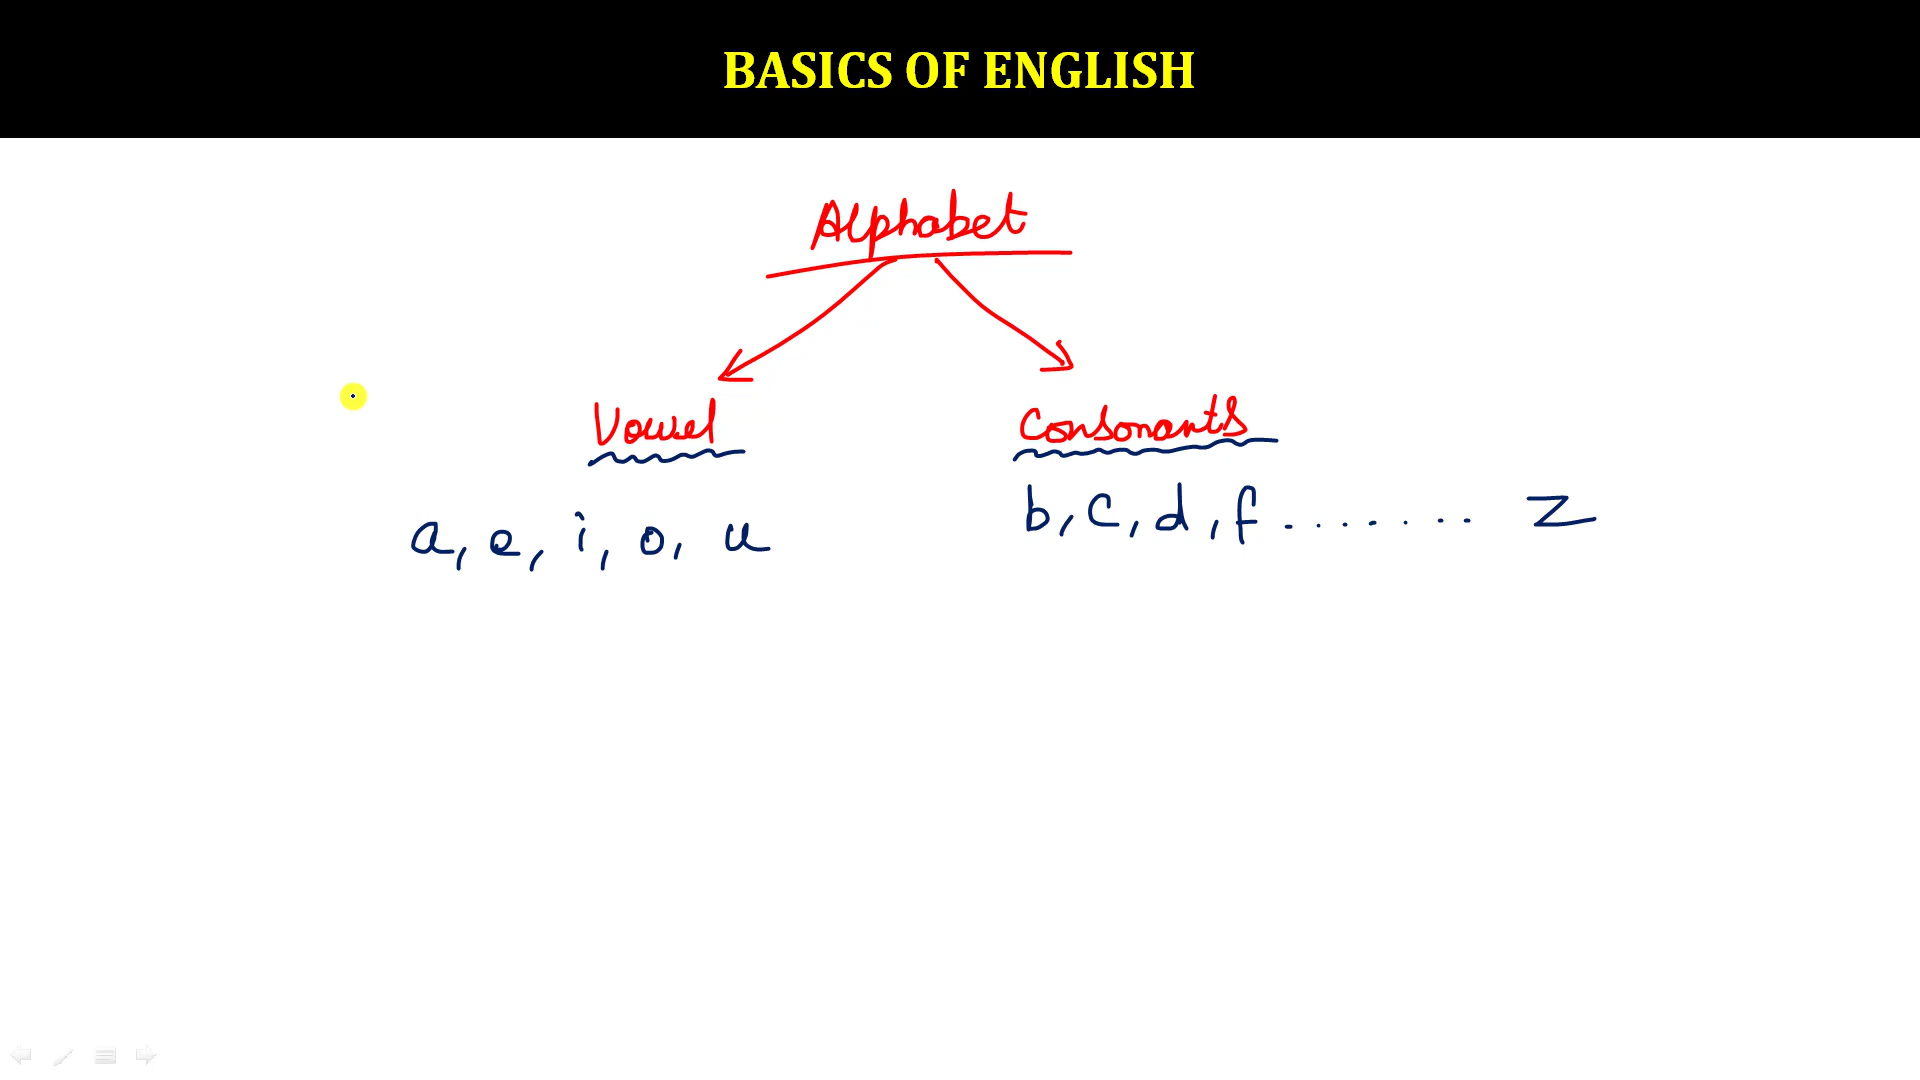 BASICS OF ENGLISH
Alphabet
Vowel
Consonants
a, e, i, o, u
b, c, d, f ........ z